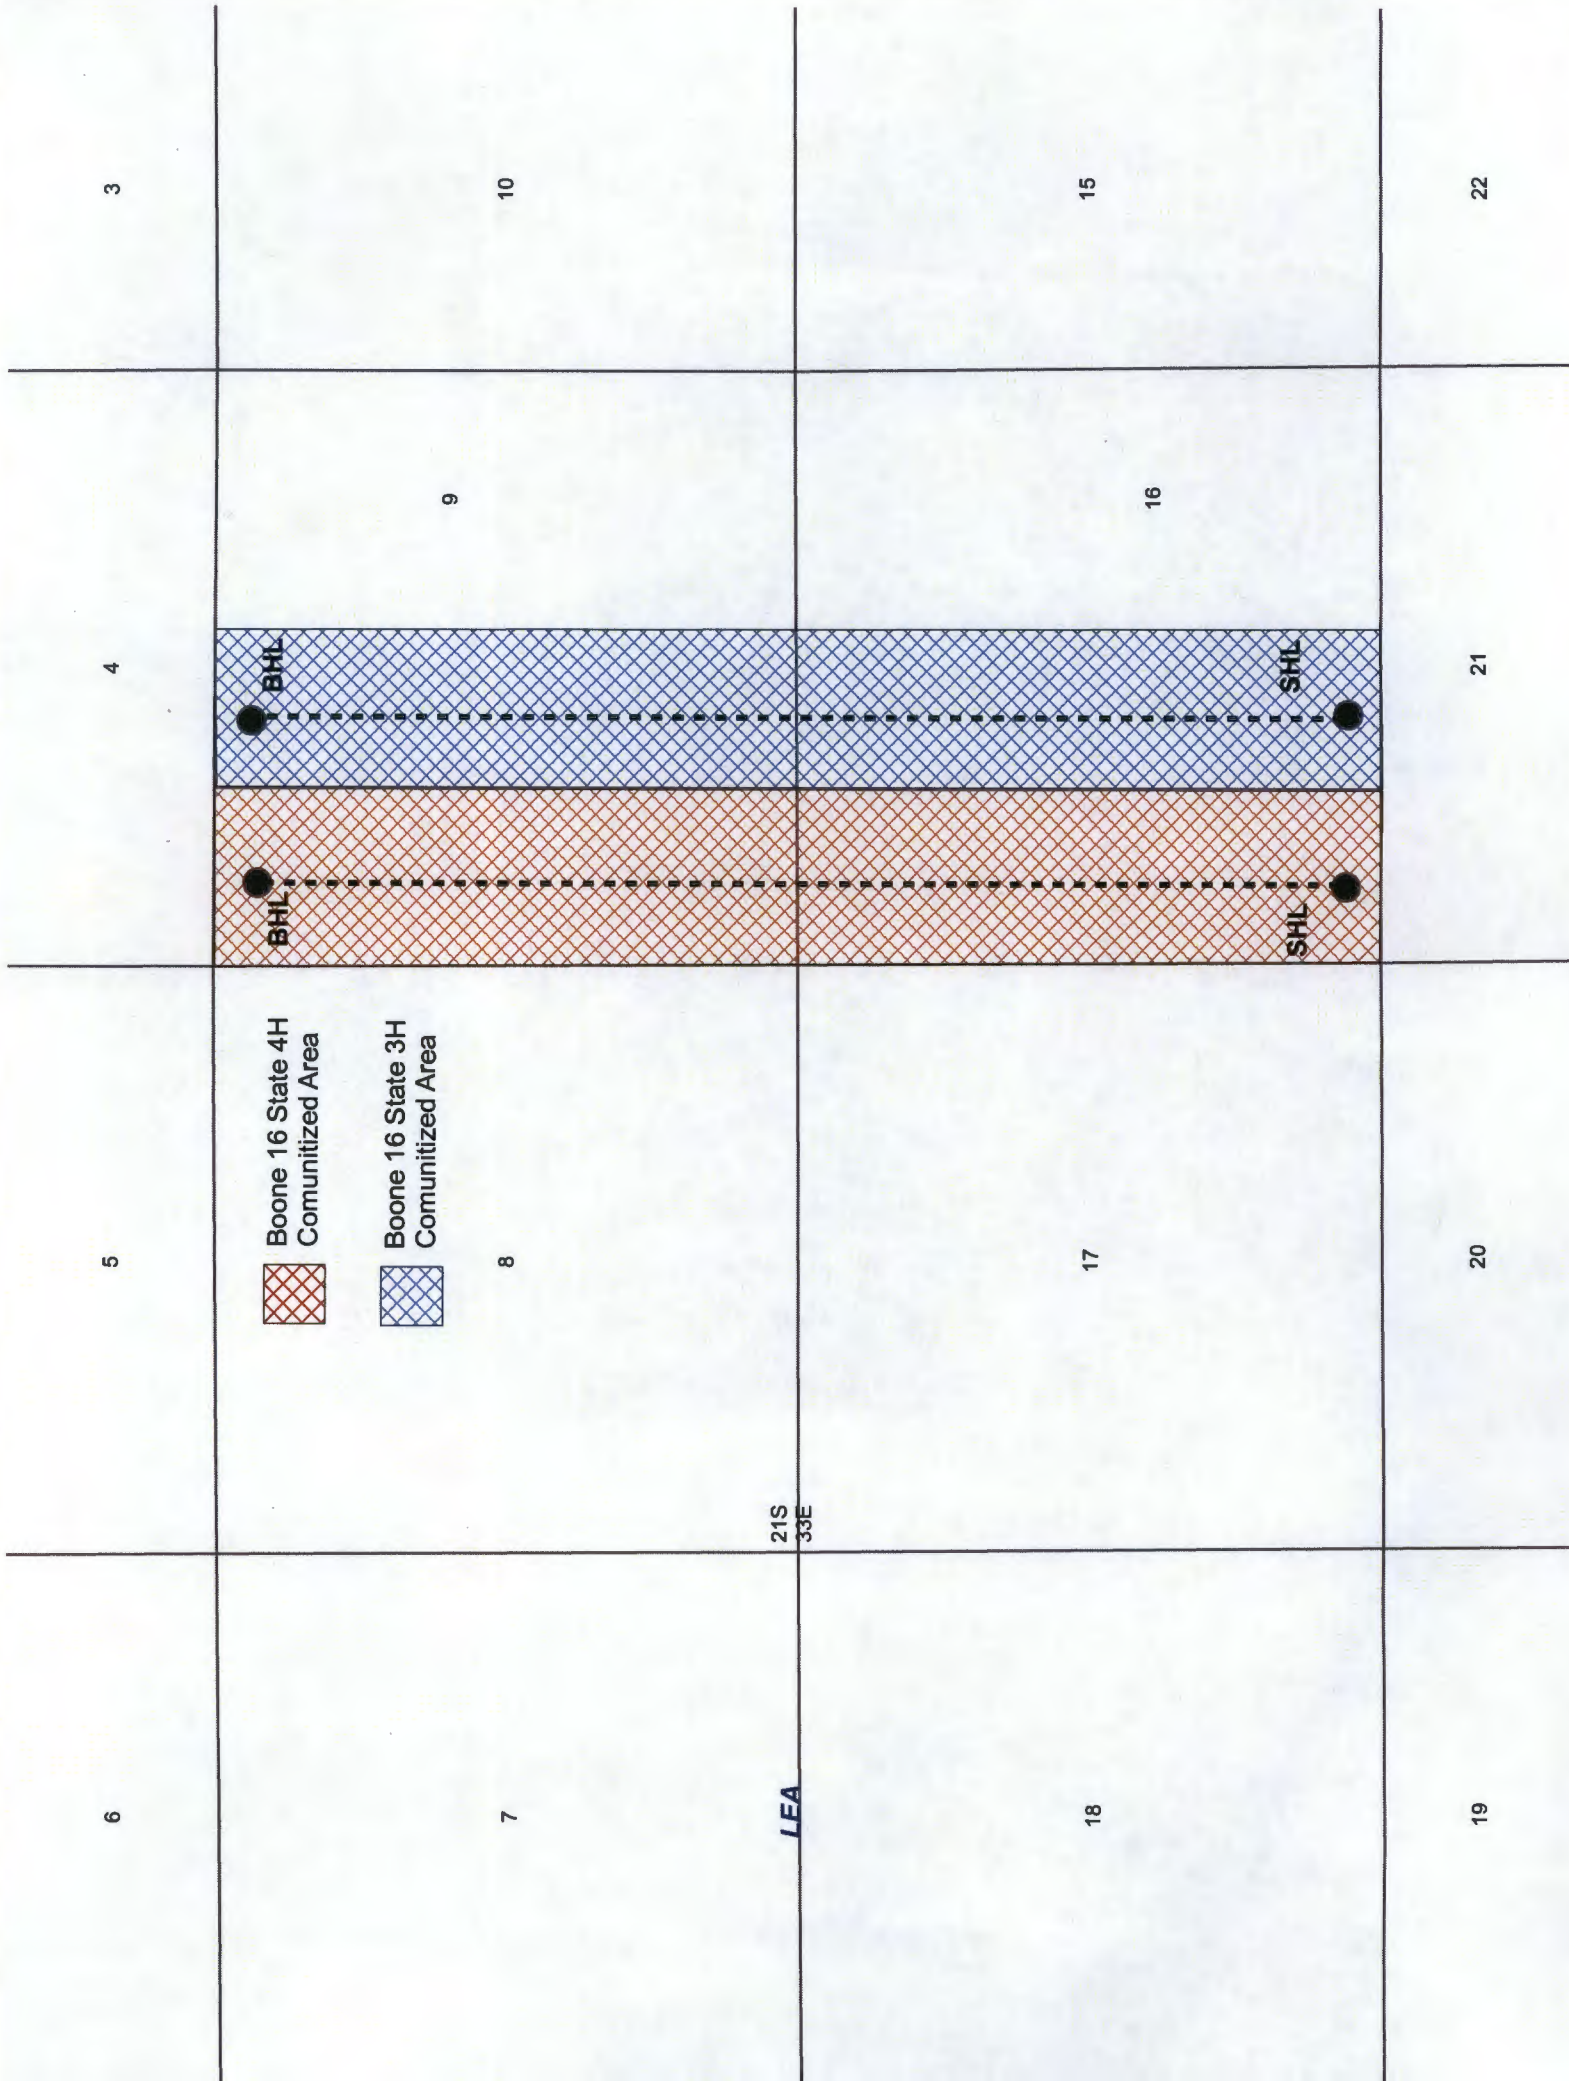 3
10
15
22
9
16
4
BHL
SHL
21
BHL
SHL
Boone 16 State 4H
Comunitized Area
Boone 16 State 3H
Comunitized Area
5
8
17
20
21S
33E
6
7
LEA
18
19